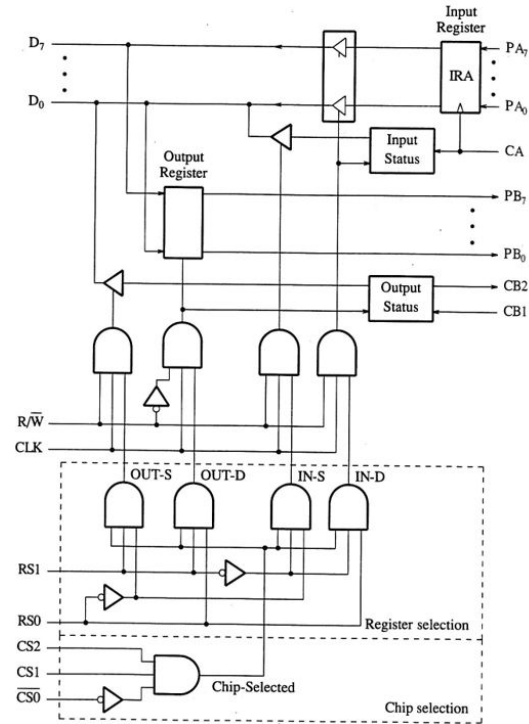 Input
Register
D₇
PA₇
IRA
D₀
PA₀
Input
Status
CA
Output
Register
PB₇
PB₀
CB2
Output
Status
CB1
R/W̅
CLK
OUT-S OUT-D IN-S IN-D
RS1
RS0
Register selection
CS2
CS1
Chip-Selected
C̅S̅0̅
Chip selection